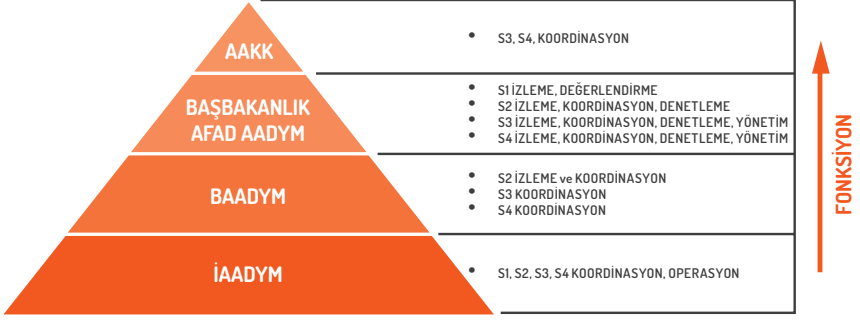 AAKK
• S3, S4, KOORDİNASYON
BAŞBAKANLIK
AFAD AADYM
• S1 İZLEME, DEĞERLENDİRME
• S2 İZLEME, KOORDİNASYON, DENETLEME
• S3 İZLEME, KOORDİNASYON, DENETLEME, YÖNETİM
• S4 İZLEME, KOORDİNASYON, DENETLEME, YÖNETİM
BAADYM
• S2 İZLEME ve KOORDİNASYON
• S3 KOORDİNASYON
• S4 KOORDİNASYON
İAADYM
• S1, S2, S3, S4 KOORDİNASYON, OPERASYON
FONKSİYON